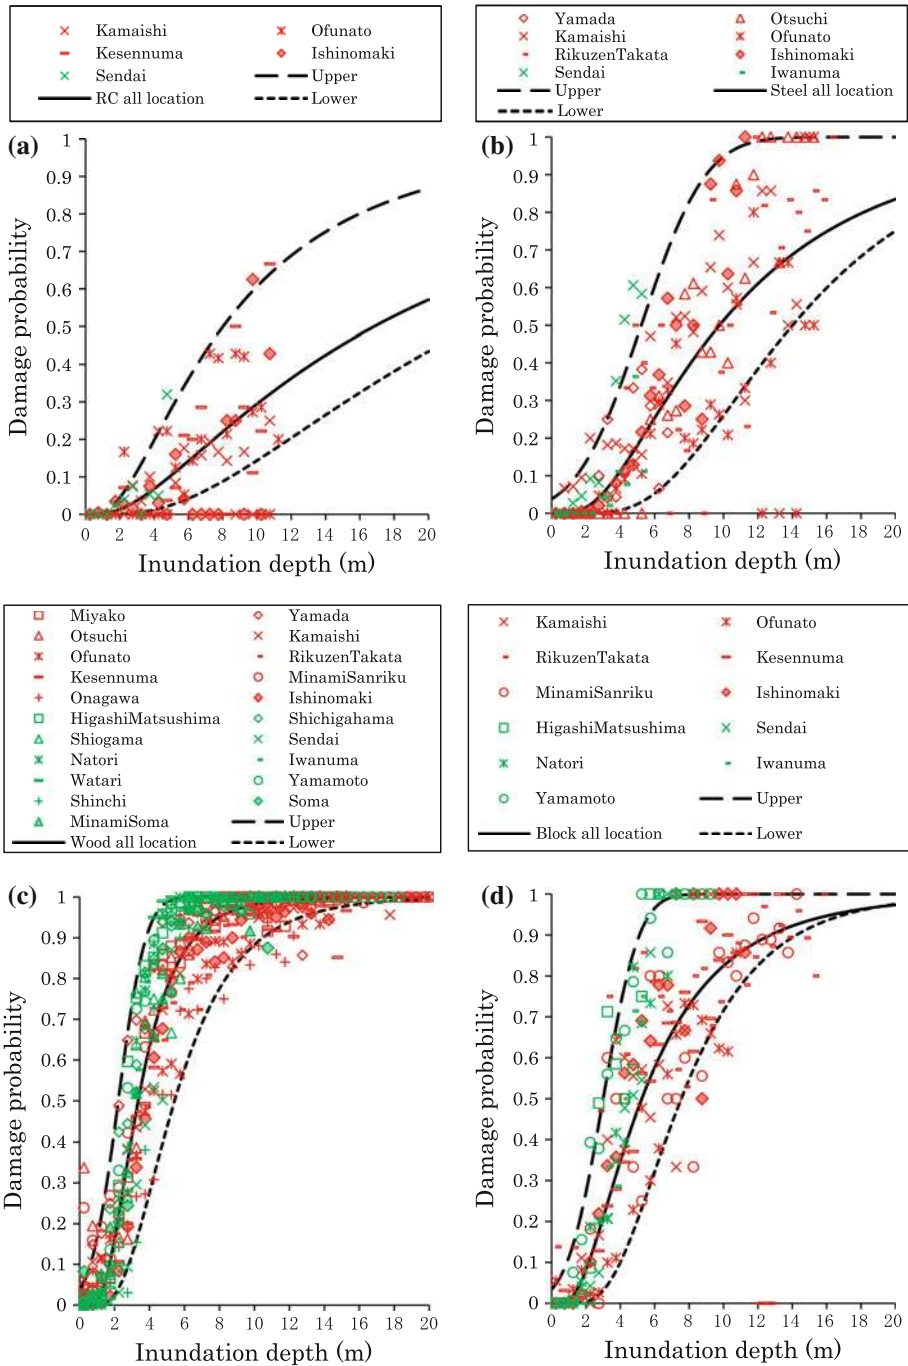 Kamaishi Ofunato
Kesennuma Ishinomaki
Sendai Upper
RC all location Lower
(a)
Damage probability
1
0.9
0.8
0.7
0.6
0.5
0.4
0.3
0.2
0.1
0
0 2 4 6 8 10 12 14 16 18 20
Inundation depth (m)
Yamada Otsuchi
Kamaishi Ofunato
RikuzenTakata Ishinomaki
Sendai Iwanuma
Upper Steel all location
Lower
(b)
Damage probability
1
0.9
0.8
0.7
0.6
0.5
0.4
0.3
0.2
0.1
0
0 2 4 6 8 10 12 14 16 18 20
Inundation depth (m)
Miyako Yamada
Otsuchi Kamaishi
Ofunato RikuzenTakata
Kesennuma MinamiSanriku
Onagawa Ishinomaki
HigashiMatsushima Shichigahama
Shiogama Sendai
Natori Iwanuma
Watari Yamamoto
Shinchi Soma
MinamiSoma Upper
Wood all location Lower
(c)
Damage probability
1
0.9
0.8
0.7
0.6
0.5
0.4
0.3
0.2
0.1
0
0 2 4 6 8 10 12 14 16 18 20
Inundation depth (m)
Kamaishi Ofunato
RikuzenTakata Kesennuma
MinamiSanriku Ishinomaki
HigashiMatsushima Sendai
Natori Iwanuma
Yamamoto Upper
Block all location Lower
(d)
Damage probability
1
0.9
0.8
0.7
0.6
0.5
0.4
0.3
0.2
0.1
0
0 2 4 6 8 10 12 14 16 18 20
Inundation depth (m)